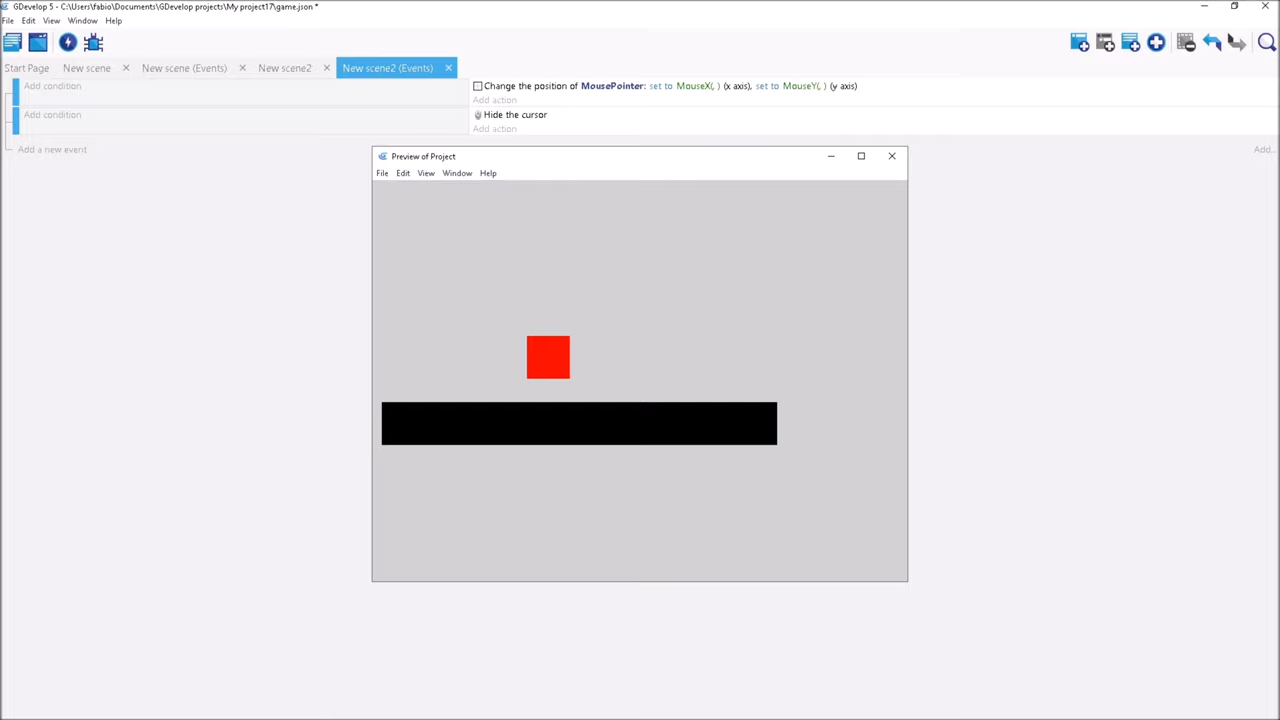 GDevelop 5 - C:\Users\fabio\Documents\GDevelop projects\My project17\game.json *
File Edit View Window Help
Start Page New scene × New scene (Events) × New scene2 × New scene2 (Events) ×
Add condition
Change the position of MousePointer: set to MouseX(, ) (x axis), set to MouseY(, ) (y axis)
Add action
Add condition
Hide the cursor
Add action
Add a new event
Add...
Preview of Project
File Edit View Window Help